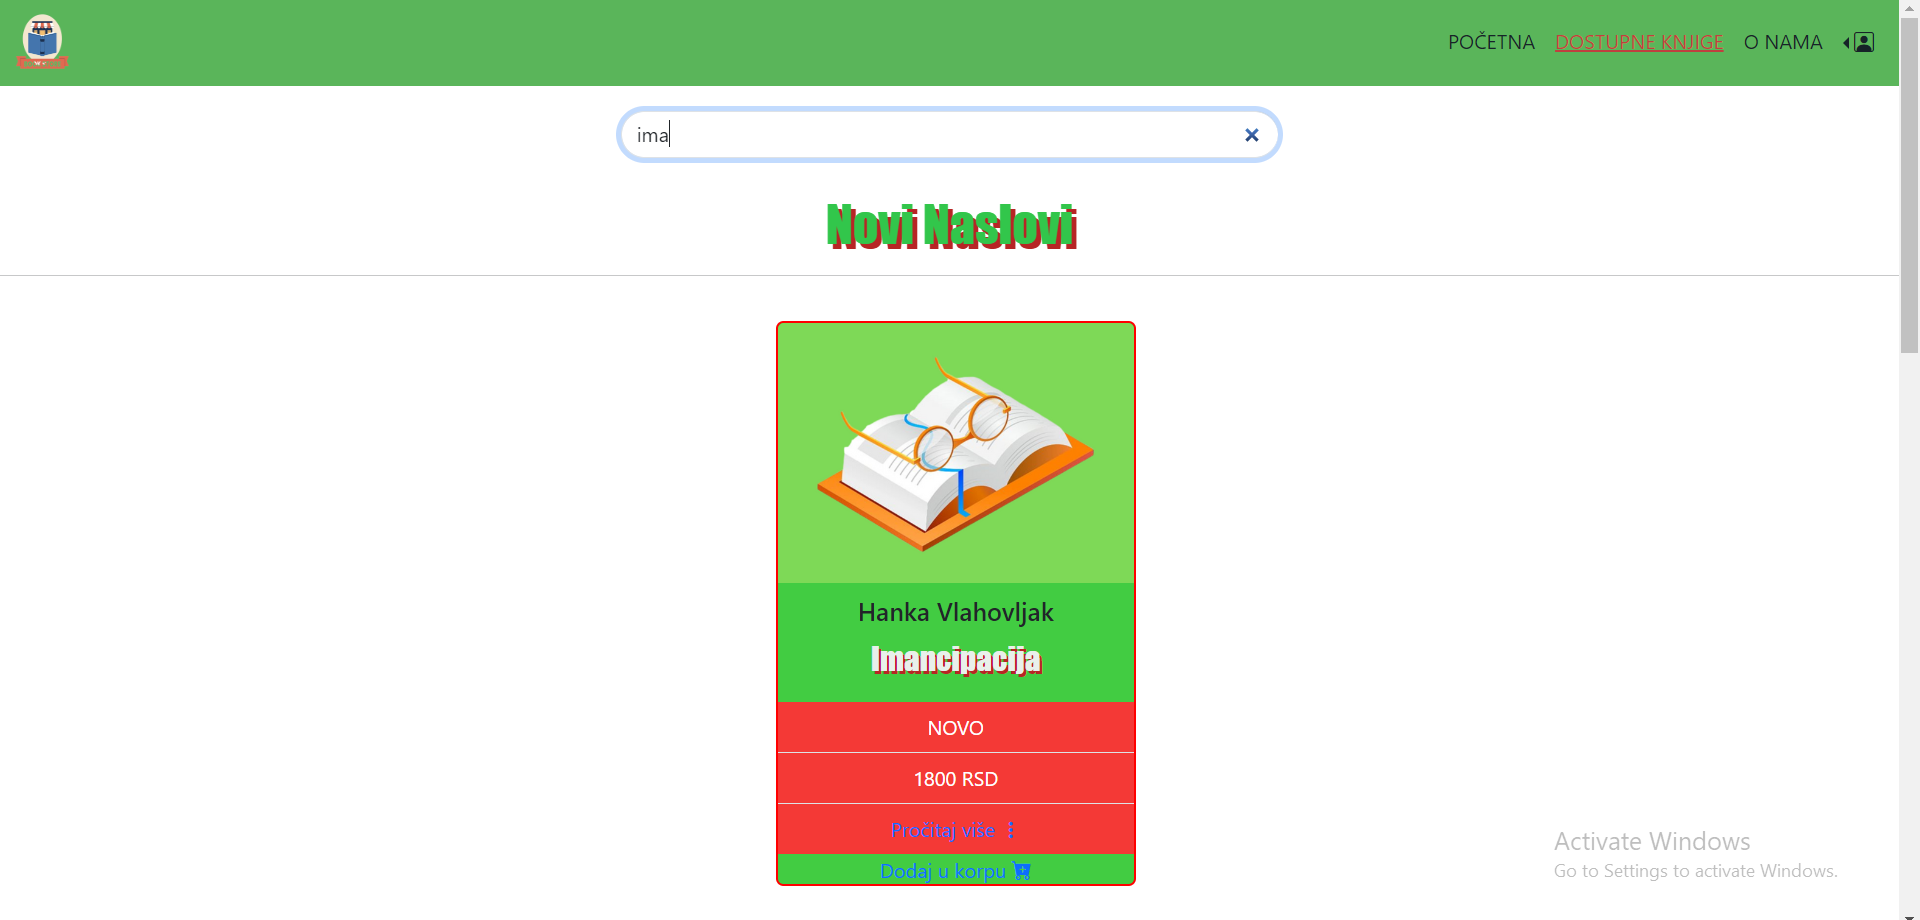 POČETNA DOSTUPNE KNJIGE O NAMA
ima
Novi Naslovi
Hanka Vlahovljak
Imancipacija
NOVO
1800 RSD
Pročitaj više
Dodaj u korpu
Activate Windows
Go to Settings to activate Windows.